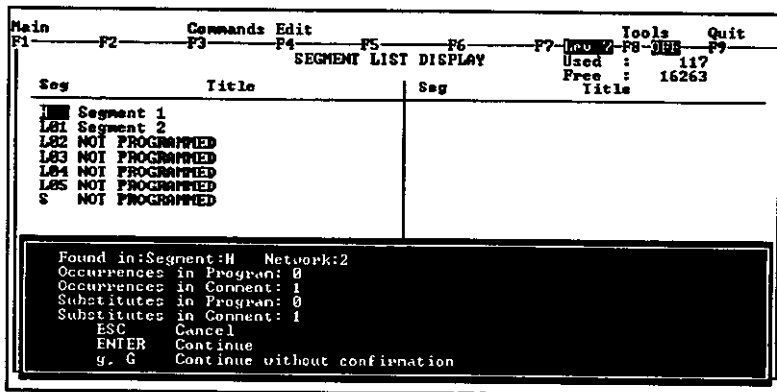 Main Commands Edit Tools Quit
F1 F2 F3 F4 F5 F6 F7 Lev 2 F8 OFF F9
SEGMENT LIST DISPLAY Used : 117
Free : 16263
Seg Title Seg Title
Segment 1
L01 Segment 2
L02 NOT PROGRAMMED
L03 NOT PROGRAMMED
L04 NOT PROGRAMMED
L05 NOT PROGRAMMED
S NOT PROGRAMMED
Found in:Segment:H Network:2
Occurrences in Program: 0
Occurrences in Comment: 1
Substitutes in Program: 0
Substitutes in Comment: 1
ESC Cancel
ENTER Continue
g, G Continue without confirmation